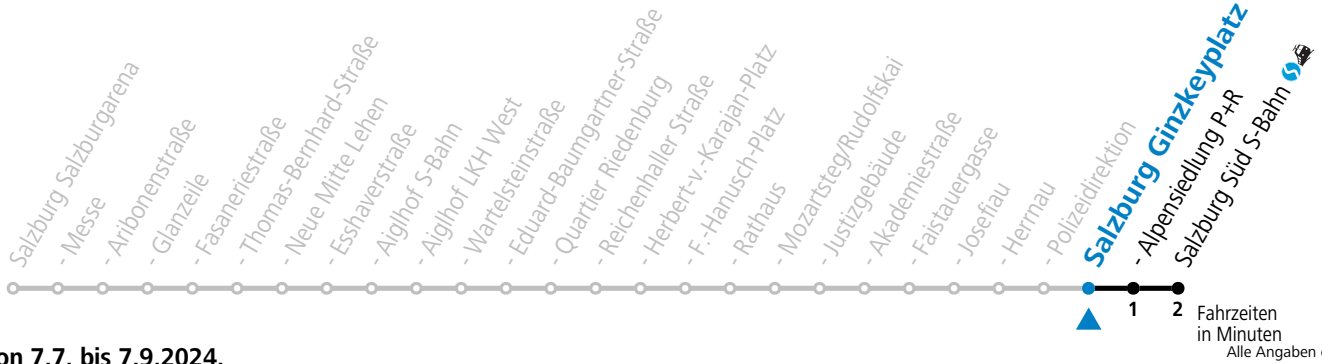 Salzburg Salzburgarena
- Messe
- Aribonenstraße
- Glanzeile
- Fasaneriestraße
- Thomas-Bernhard-Straße
- Neue Mitte Lehen
- Esshaverstraße
- Aiglhof S-Bahn
- Aiglhof LKH West
- Wartelsteinstraße
- Eduard-Baumgartner-Straße
- Quartier Riedenburg
- Reichenhaller Straße
- Herbert-v.-Karajan-Platz
- F.-Hanusch-Platz
- Rathaus
- Mozartsteg/Rudolfskai
- Justizgebäude
- Akademiestraße
- Faistauergasse
- Josefiau
- Herrnau
- Polizeidirektion
Salzburg Ginzkeyplatz
- Alpensiedlung P+R
Salzburg Süd S-Bahn
1 2
Fahrzeiten
in Minuten
Alle Angaben
on 7.7. bis 7.9.2024.